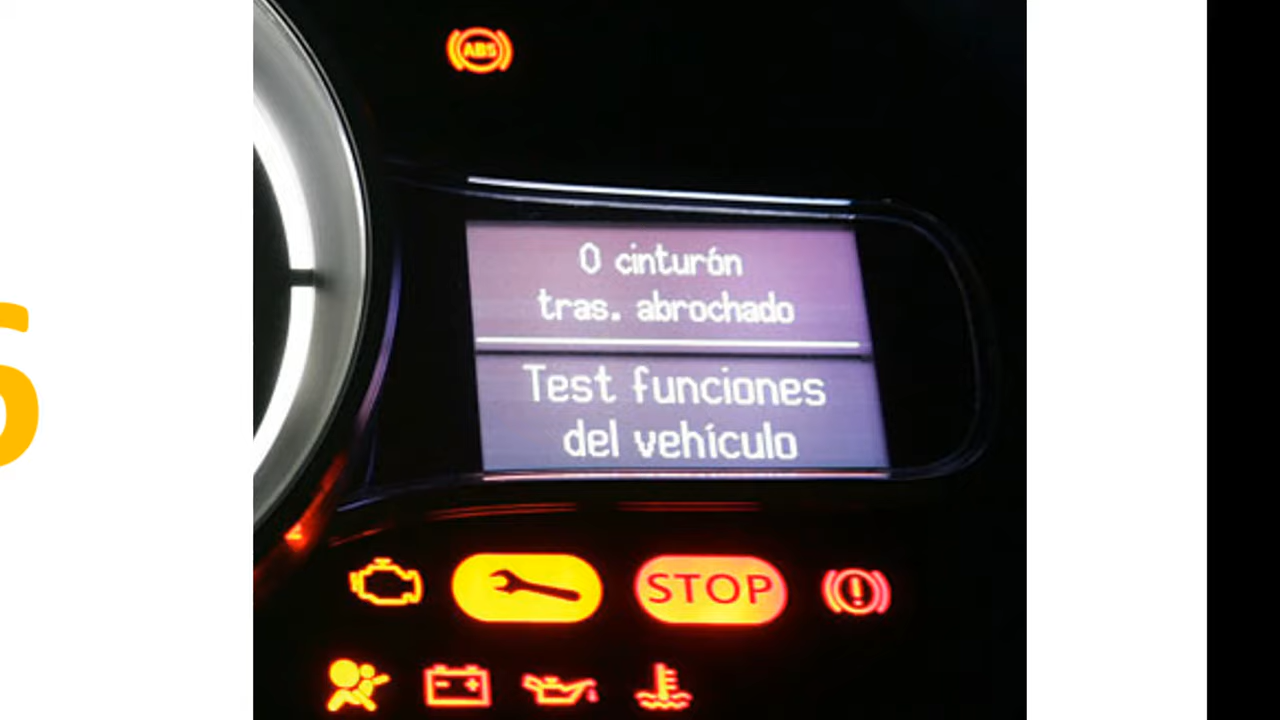 ABS
0 cinturón
tras. abrochado
Test funciones
del vehículo
STOP